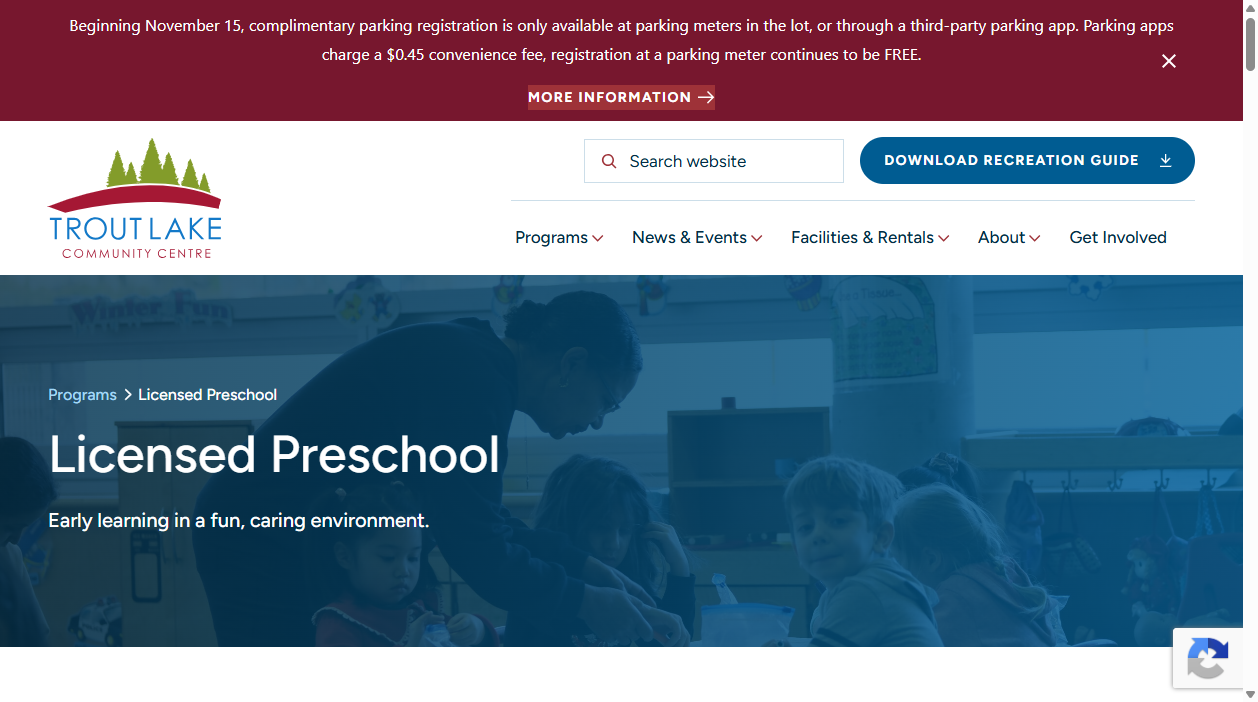 Beginning November 15, complimentary parking registration is only available at parking meters in the lot, or through a third-party parking app. Parking apps
charge a $0.45 convenience fee, registration at a parking meter continues to be FREE.
MORE INFORMATION
TROUT LAKE
COMMUNITY CENTRE
Search website
DOWNLOAD RECREATION GUIDE
Programs
News & Events
Facilities & Rentals
About
Get Involved
Winter Fun
Programs > Licensed Preschool
Licensed Preschool
Early learning in a fun, caring environment.